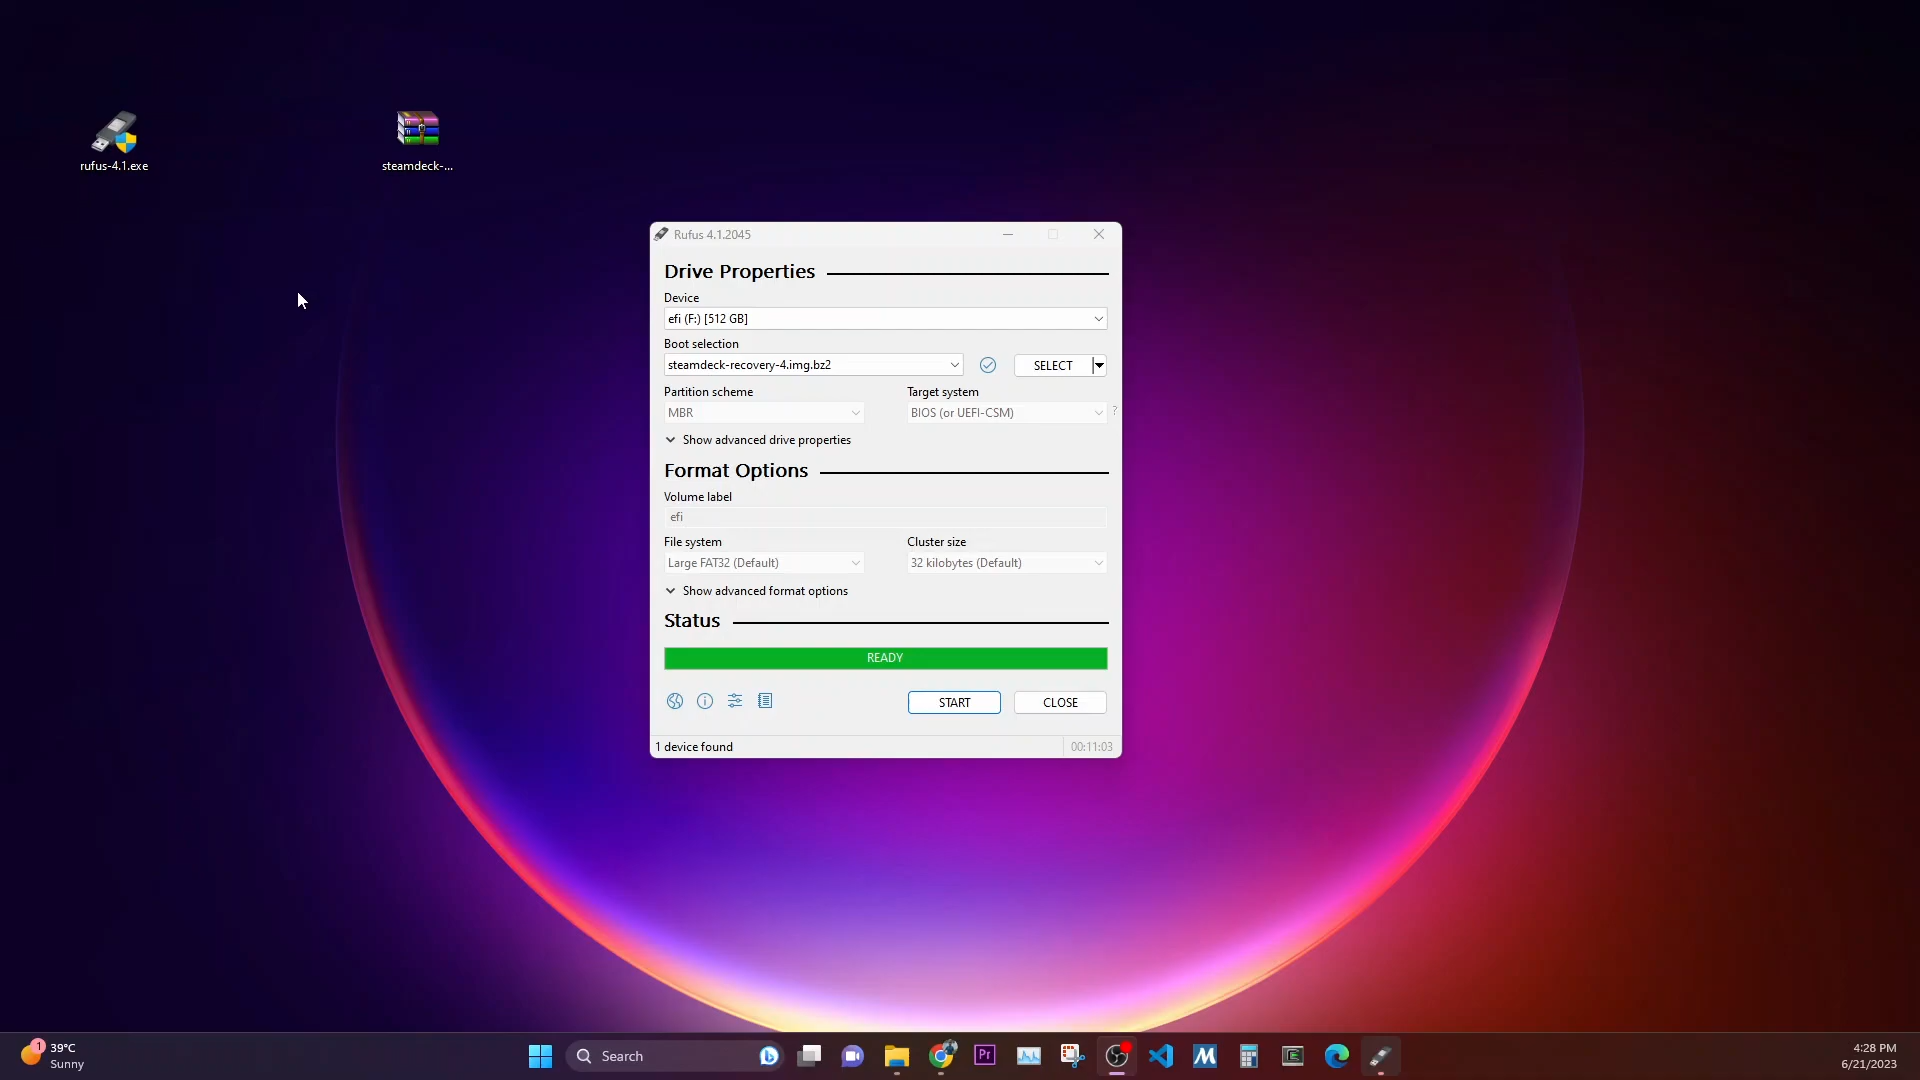 rufus-4.1.exe
steamdeck-...
Rufus 4.1.2045
Drive Properties
Device
efi (F:) [512 GB]
Boot selection
steamdeck-recovery-4.img.bz2
SELECT
Partition scheme
Target system
MBR
BIOS (or UEFI-CSM)
?
Show advanced drive properties
Format Options
Volume label
efi
File system
Cluster size
Large FAT32 (Default)
32 kilobytes (Default)
Show advanced format options
Status
READY
START
CLOSE
1 device found
00:11:03
1
39°C
Sunny
Search
Pr
4:28 PM
6/21/2023